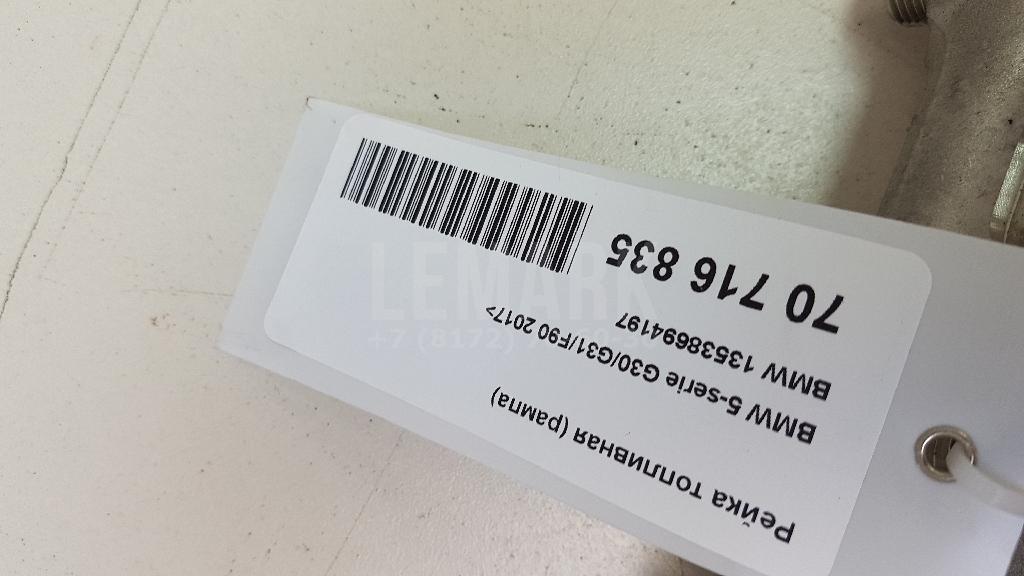 Рейка топливная (рампа)
BMW 5-serie G30/G31/F90 2017>
BMW 13538694197
70 716 835
LEMARK